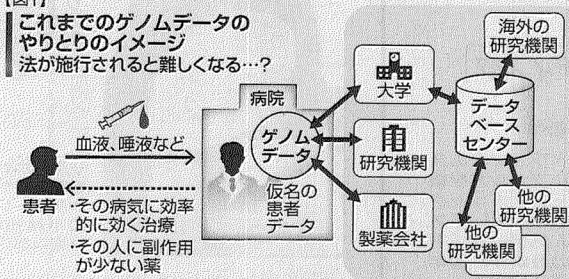 【図1】
これまでのゲノムデータの
やりとりのイメージ
法が施行されると難しくなる…?
血液、唾液など
患者
・その病気に効率
的に効く治療
・その人に副作用
が少ない薬
病院
ゲノム
データ
仮名の
患者
データ
大学
研究機関
製薬会社
データ
ベース
センター
海外の
研究機関
他の
研究機関
他の
研究機関